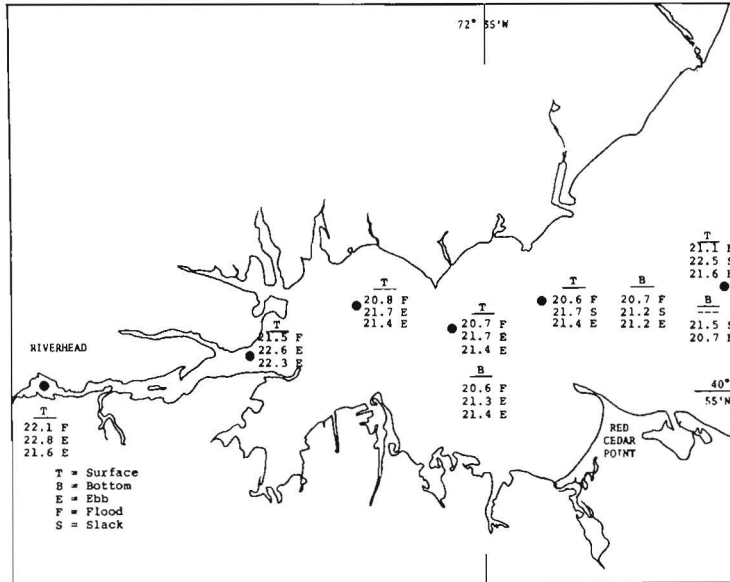 72° 35'W
T
21.1
22.5 S
21.6
B
---
21.5 S
20.7
T
20.8 F
21.7 E
21.4 E
T
20.6 F
21.7 S
21.4 E
B
20.7 F
21.2 S
21.2 E
T
20.7 F
21.7 E
21.4 E
B
20.6 F
21.3 E
21.4 E
T
21.5 F
22.6 E
22.3 E
RIVERHEAD
T
22.1 F
22.8 E
21.6 E
40°
55'N
RED
CEDAR
POINT
T = Surface
B = Bottom
E = Ebb
F = Flood
S = Slack